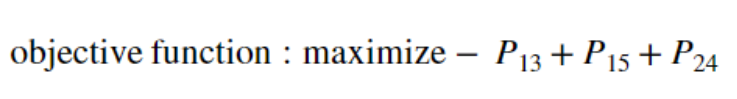 objective function : maximize − P₁₃ + P₁₅ + P₂₄